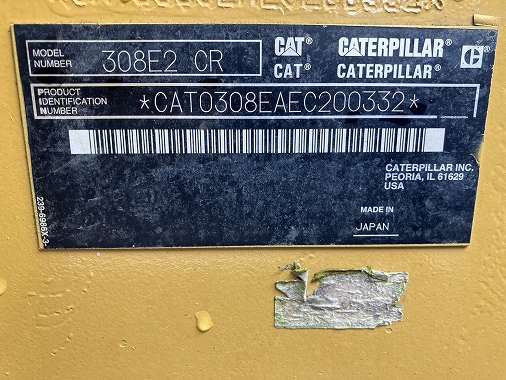 MODEL NUMBER 308E2 CR
CAT® CATERPILLAR®
CAT® CATERPILLAR®
PRODUCT IDENTIFICATION NUMBER *CAT0308EAEC200332*
CATERPILLAR INC.
PEORIA, IL 61629
USA
MADE IN
JAPAN